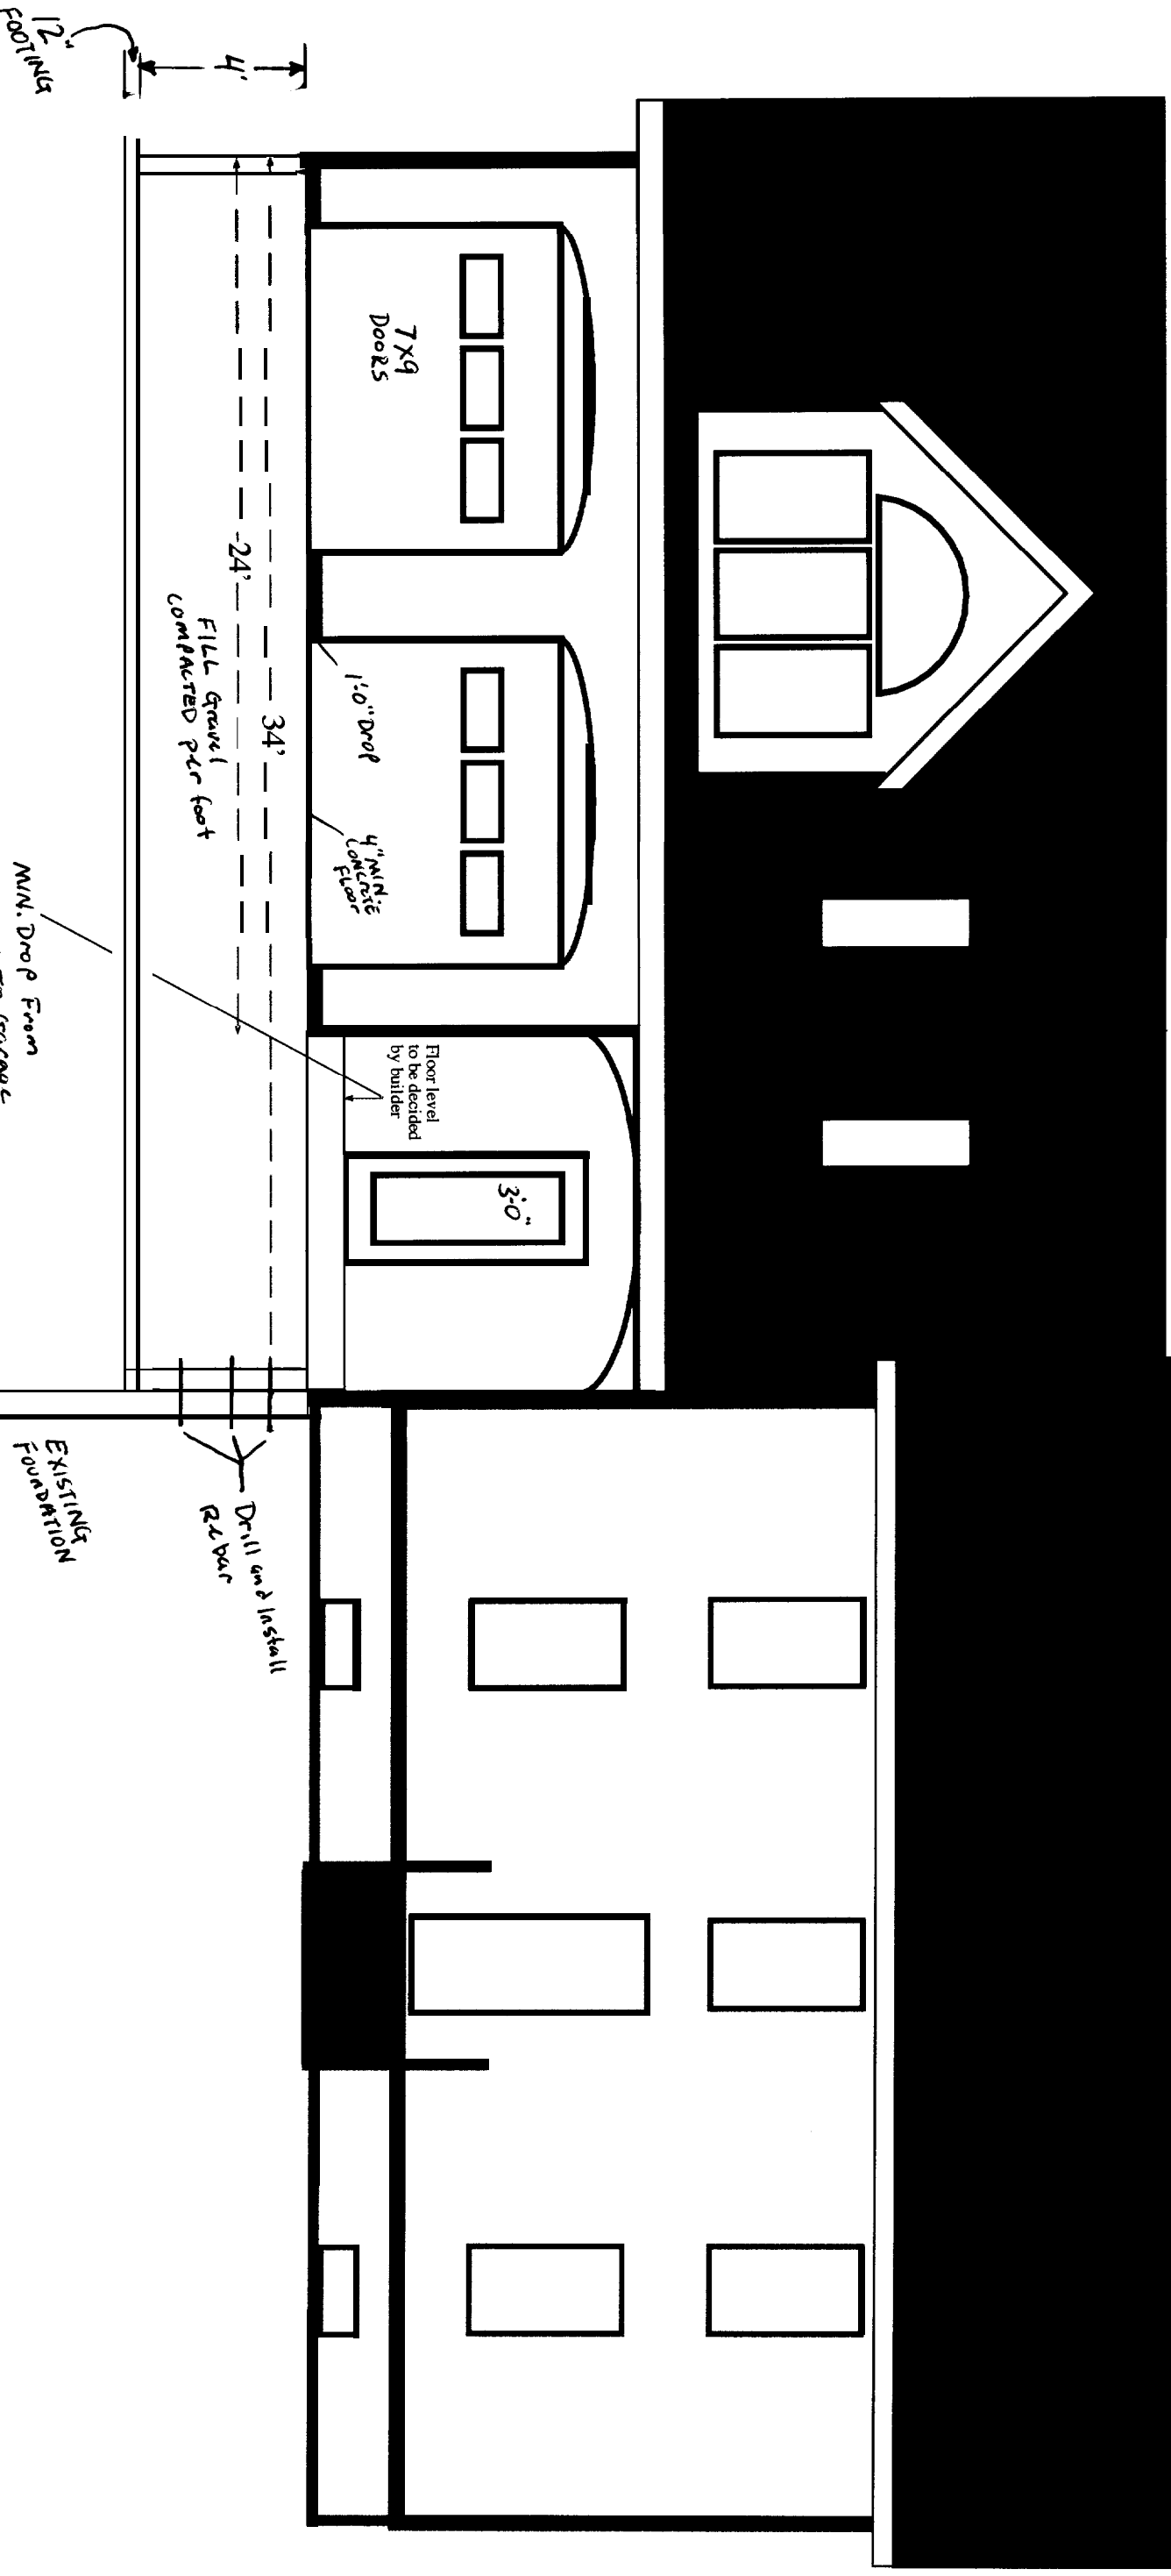 7x9
DOORS
1'-0" Drop
4" MIN.
CONCRETE
FLOOR
Floor level
to be decided
by builder
3'-0"
4'
34'
-24'
FILL Gravel
COMPACTED per foot
Drill and Install
Rebar
12"
FOOTING
MIN. Drop From
EXISTING
FOUNDATION